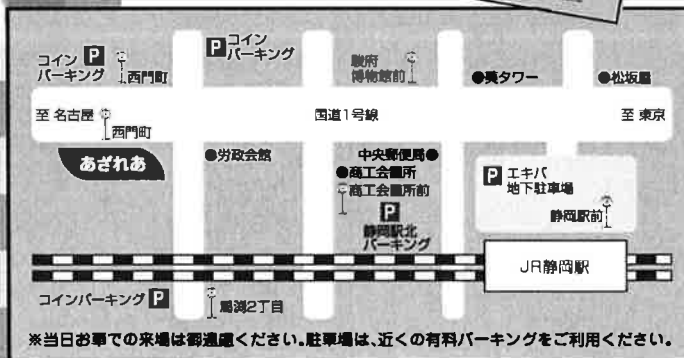 コイン P
パーキング
西門町
P コイン
パーキング
駿府
博物館前
●葵タワー
●松坂屋
至 名古屋
西門町
国道1号線
至 東京
あざれあ
●労政会館
中央郵便局●
●商工会議所
商工会議所前
P
静岡駅北
パーキング
P エキパ
地下駐車場
静岡駅前
JR静岡駅
コインパーキング P
馬渕2丁目
※当日お車での来場は御遠慮ください。駐車場は、近くの有料パーキングをご利用ください。